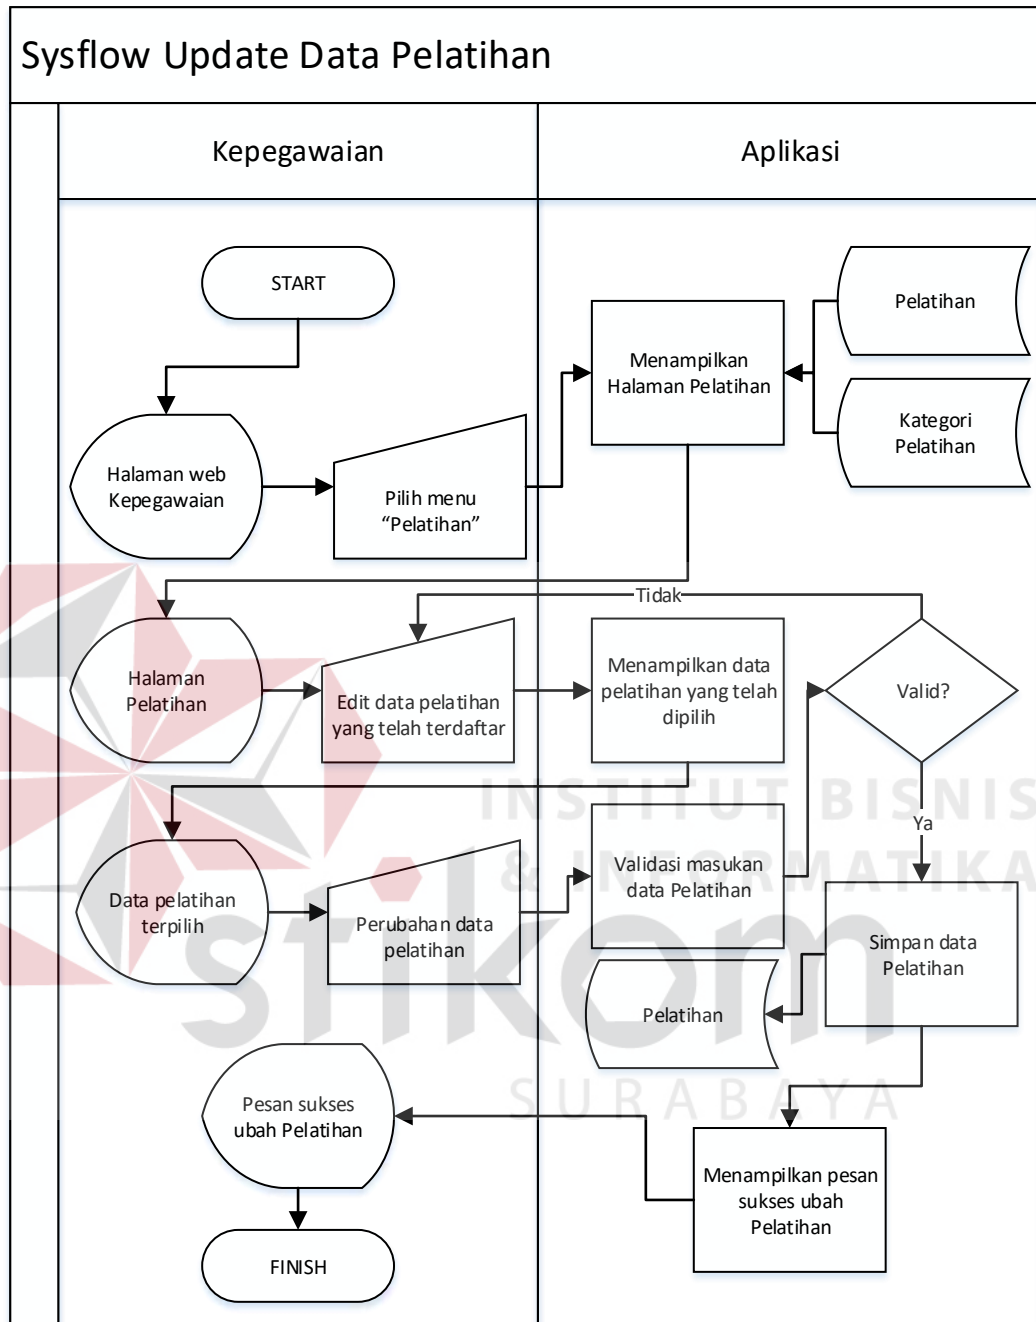 Sysflow Update Data Pelatihan
Kepegawaian
Aplikasi
START
Pelatihan
Menampilkan
Halaman Pelatihan
Kategori
Pelatihan
Halaman web
Kepegawaian
Pilih menu
“Pelatihan”
Tidak
Halaman
Pelatihan
Edit data pelatihan
yang telah terdaftar
Menampilkan data
pelatihan yang telah
dipilih
Valid?
Ya
Data pelatihan
terpilih
Perubahan data
pelatihan
Validasi masukan
data Pelatihan
Simpan data
Pelatihan
Pelatihan
Pesan sukses
ubah Pelatihan
Menampilkan pesan
sukses ubah
Pelatihan
FINISH
INSTITUT BISNIS
& INFORMATIKA
stikom
SURABAYA